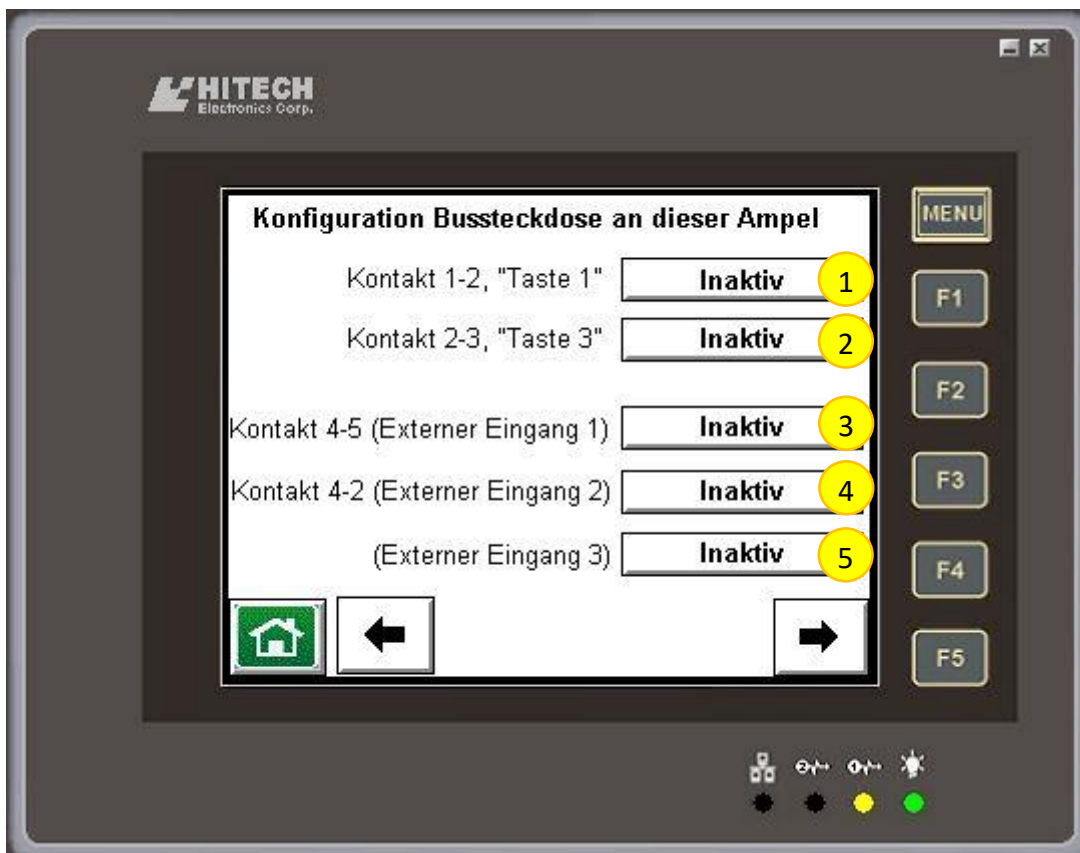 HITECH
Electronics Corp.
Konfiguration Bussteckdose an dieser Ampel
MENU
Kontakt 1-2, "Taste 1" Inaktiv 1
F1
Kontakt 2-3, "Taste 3" Inaktiv 2
F2
Kontakt 4-5 (Externer Eingang 1) Inaktiv 3
Kontakt 4-2 (Externer Eingang 2) Inaktiv 4
F3
(Externer Eingang 3) Inaktiv 5
F4
F5
2 1